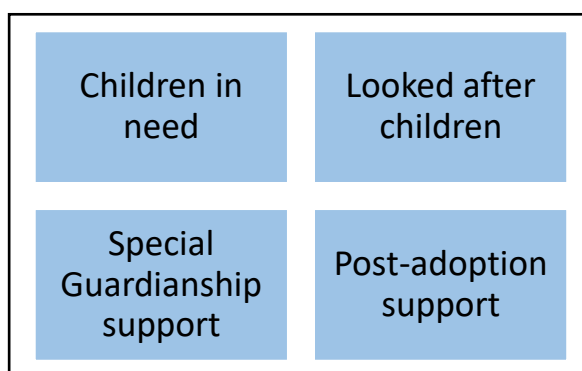 Children in
need
Looked after
children
Special
Guardianship
support
Post-adoption
support